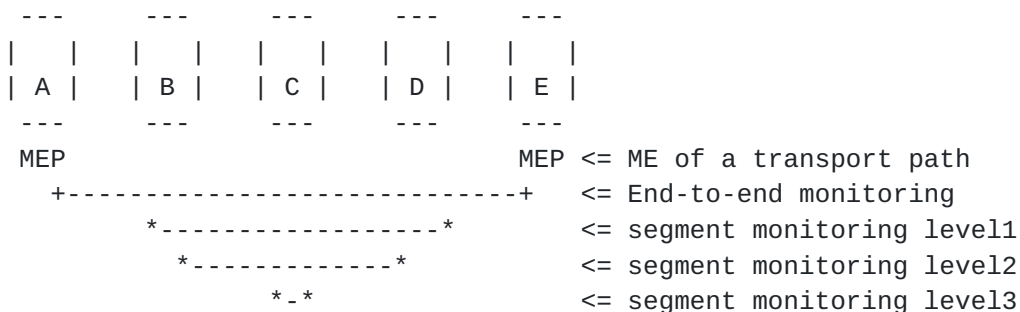 ---     ---     ---     ---     ---
|   |   |   |   |   |   |   |   |   |
| A |   | B |   | C |   | D |   | E |
 ---     ---     ---     ---     ---
 MEP                             MEP <= ME of a transport path
   +-----------------------------+   <= End-to-end monitoring
         *------------------*        <= segment monitoring level1
           *-------------*           <= segment monitoring level2
                 *-*                 <= segment monitoring level3